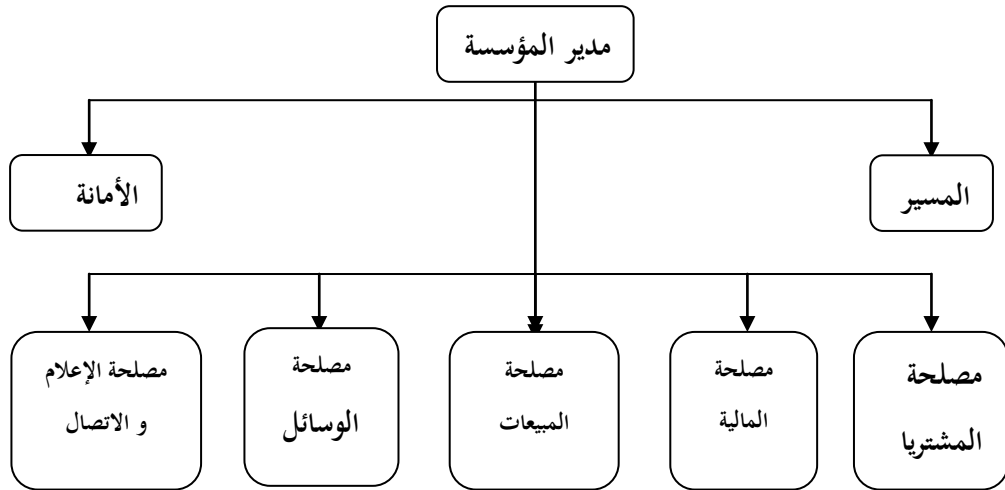 مدير المؤسسة
المسير
الأمانة
مصلحة
المشتريا
مصلحة
المالية
مصلحة
المبيعات
مصلحة
الوسائل
مصلحة الإعلام
و الاتصال